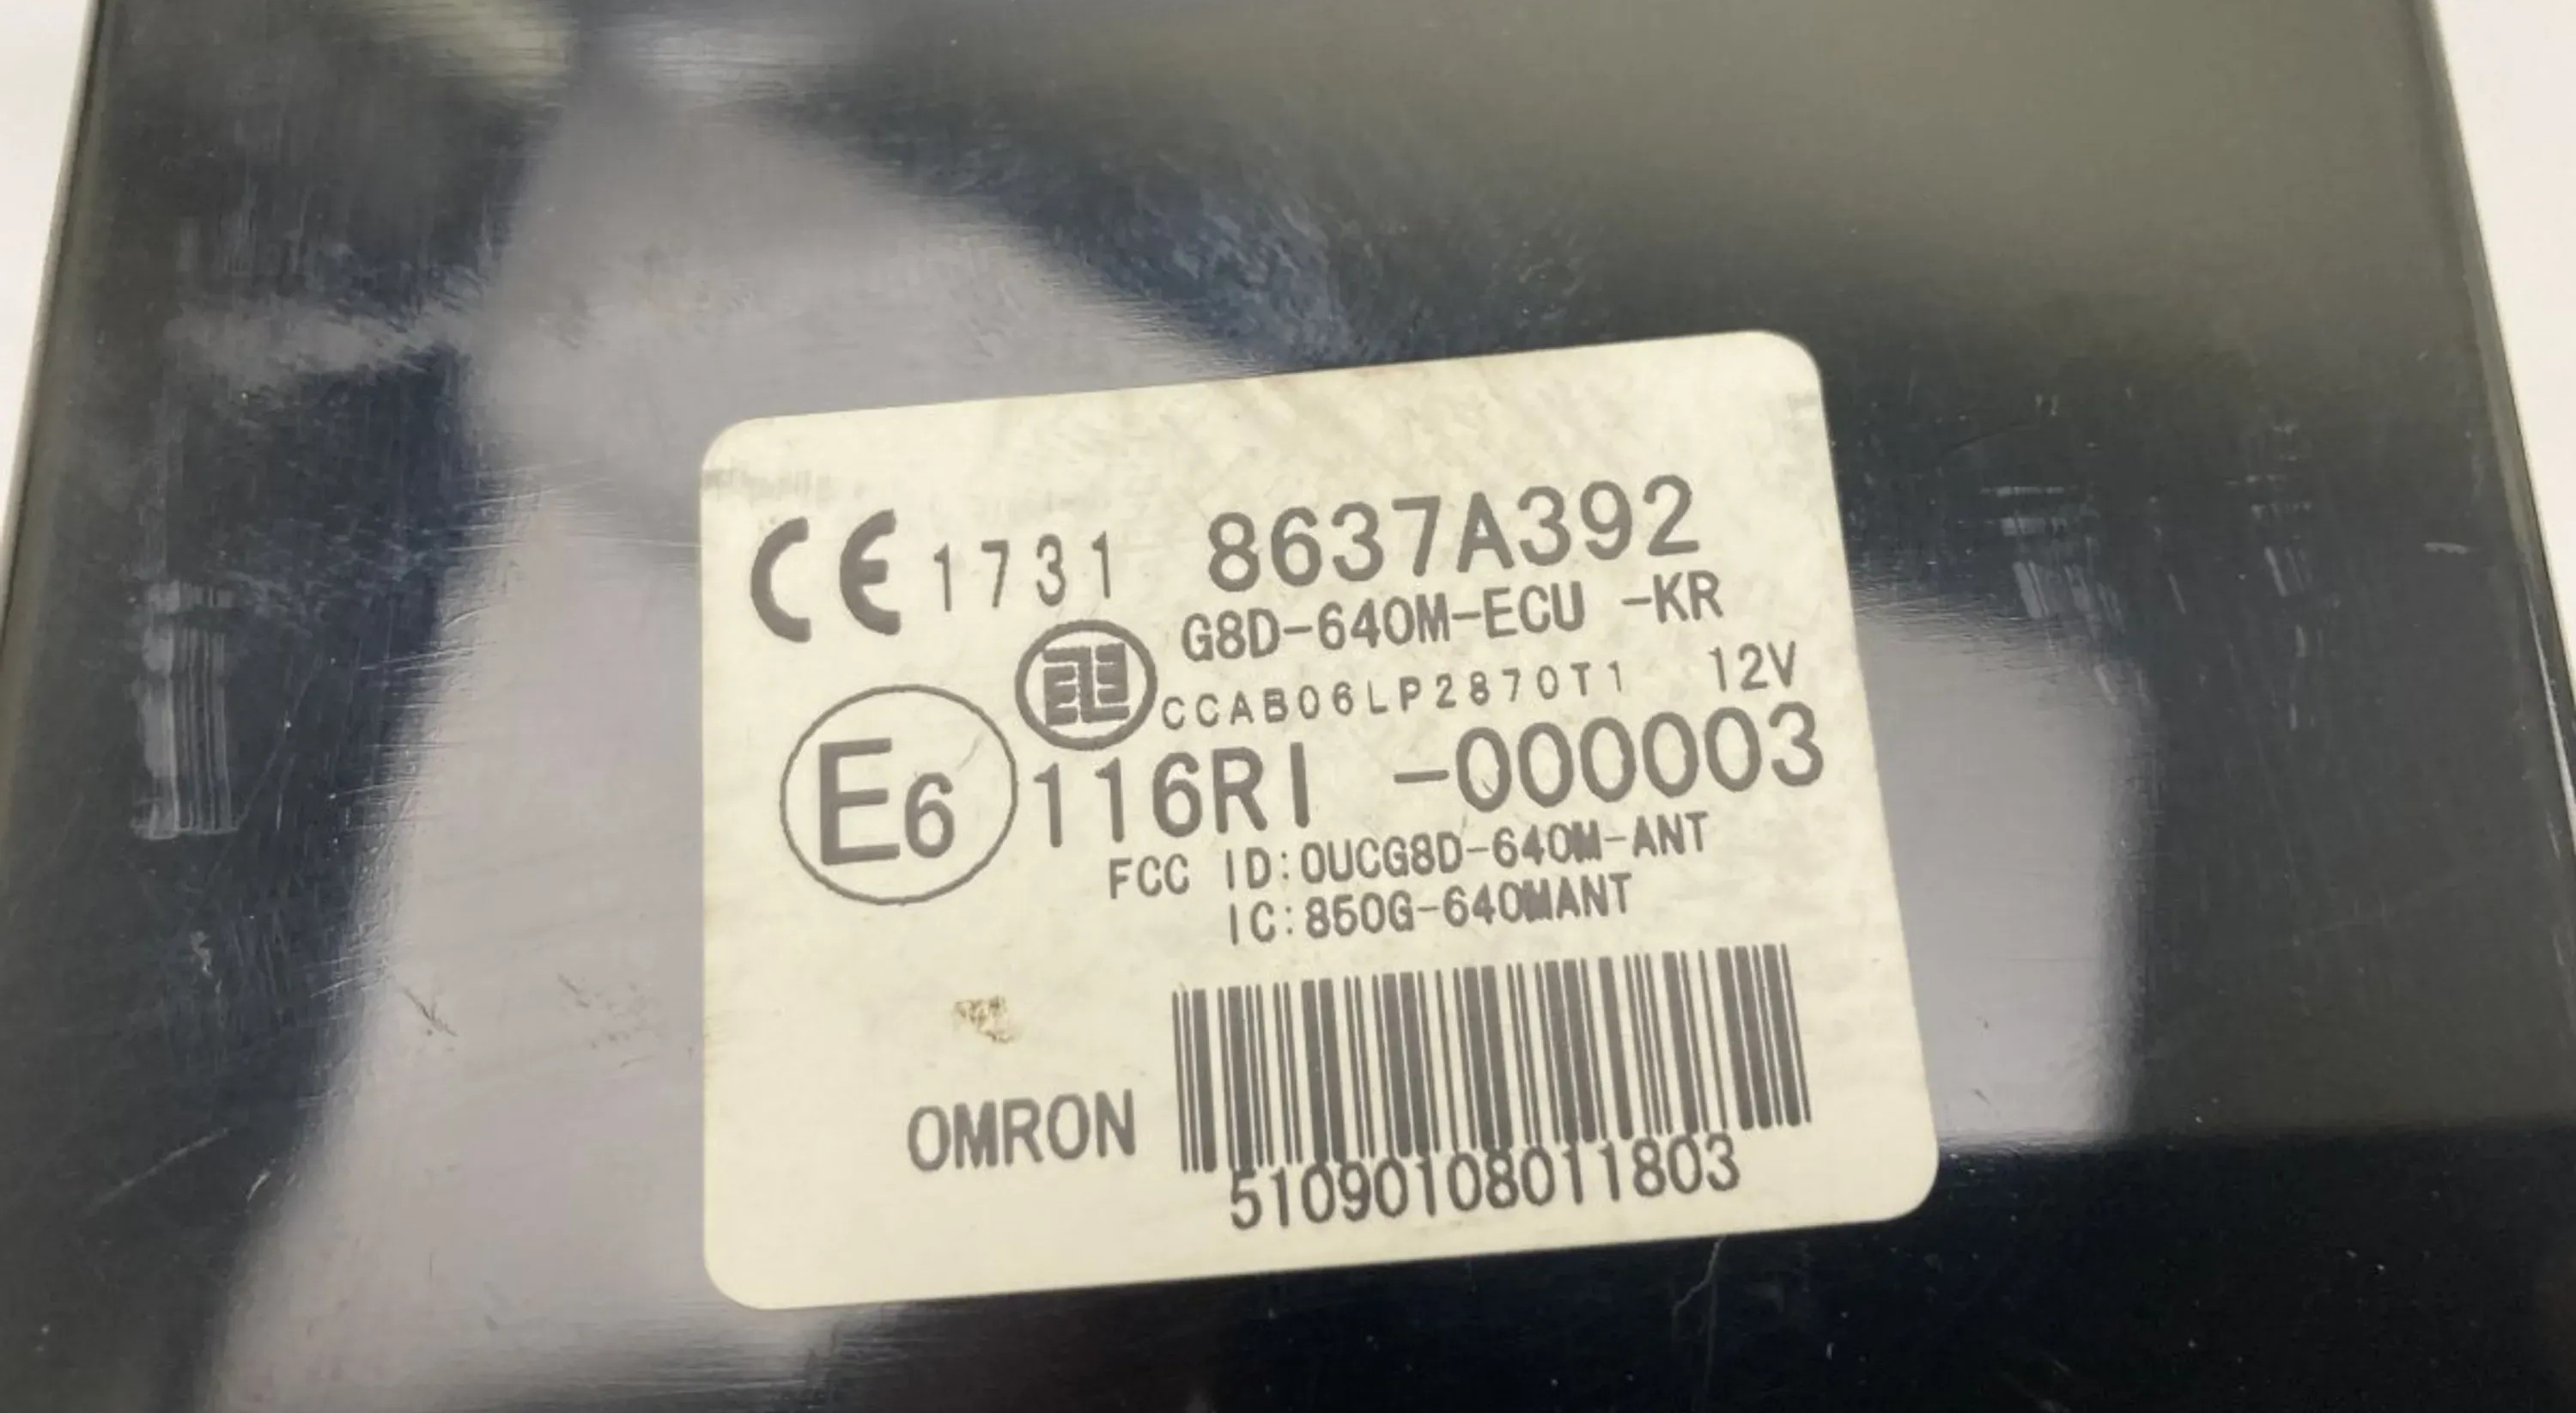 CE 1731 8637A392
G8D-640M-ECU -KR
CCAB06LP2870T1 12V
E6 116RI -000003
FCC ID:OUCG8D-640M-ANT
IC:850G-640MANT
OMRON
51090108011803